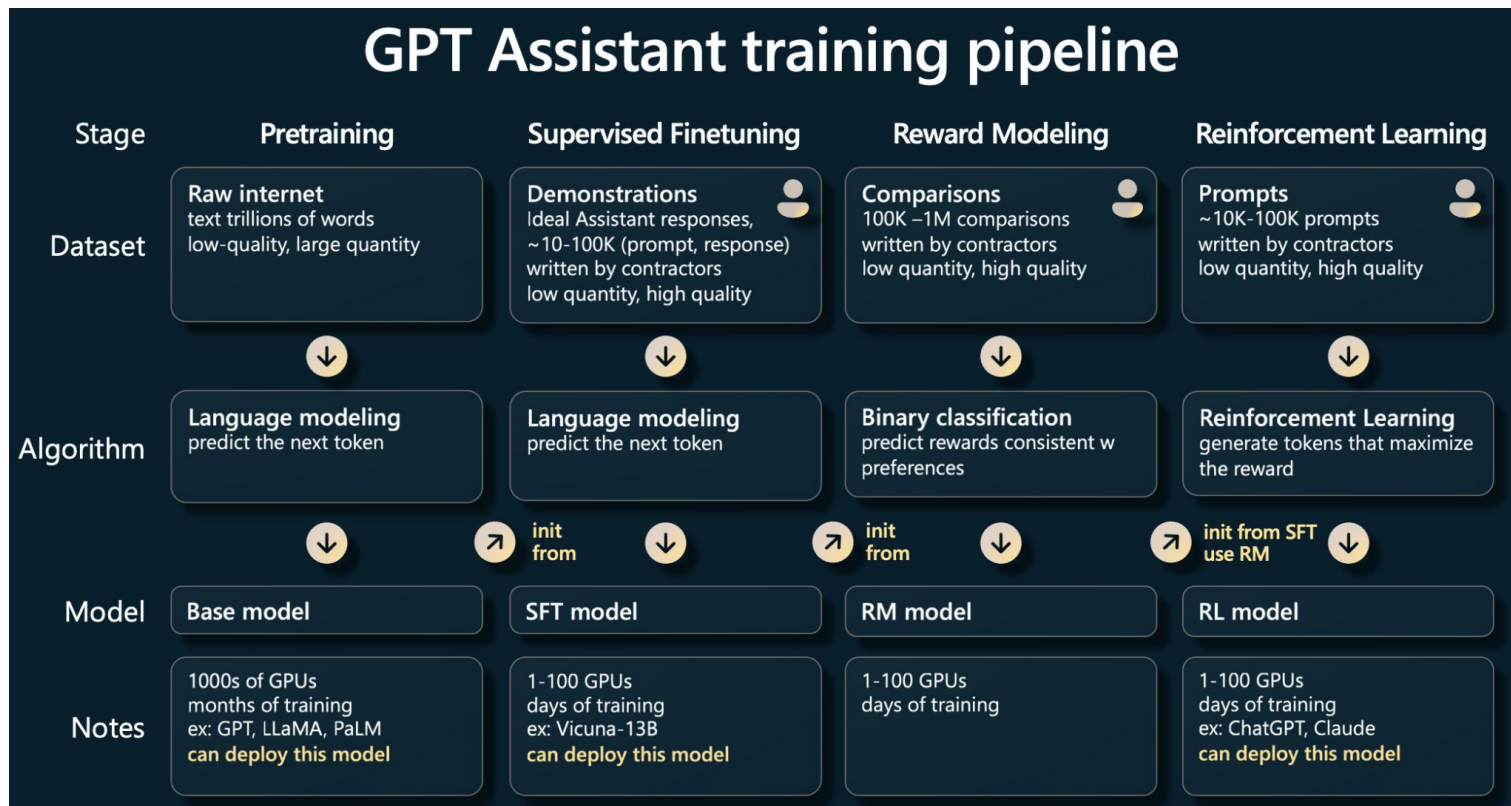 GPT Assistant training pipeline
Stage
Pretraining
Supervised Finetuning
Reward Modeling
Reinforcement Learning
Dataset
Raw internet
text trillions of words
low-quality, large quantity
Demonstrations
Ideal Assistant responses,
~10-100K (prompt, response)
written by contractors
low quantity, high quality
Comparisons
100K –1M comparisons
written by contractors
low quantity, high quality
Prompts
~10K-100K prompts
written by contractors
low quantity, high quality
Algorithm
Language modeling
predict the next token
Language modeling
predict the next token
Binary classification
predict rewards consistent w
preferences
Reinforcement Learning
generate tokens that maximize
the reward
init
from
init
from
init from SFT
use RM
Model
Base model
SFT model
RM model
RL model
Notes
1000s of GPUs
months of training
ex: GPT, LLaMA, PaLM
can deploy this model
1-100 GPUs
days of training
ex: Vicuna-13B
can deploy this model
1-100 GPUs
days of training
1-100 GPUs
days of training
ex: ChatGPT, Claude
can deploy this model